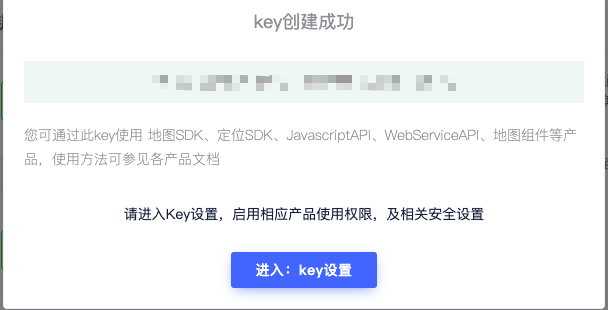 key创建成功
您可通过此key使用 地图SDK、定位SDK、JavascriptAPI、WebServiceAPI、地图组件等产
品，使用方法可参见各产品文档
请进入Key设置，启用相应产品使用权限，及相关安全设置
进入：key设置